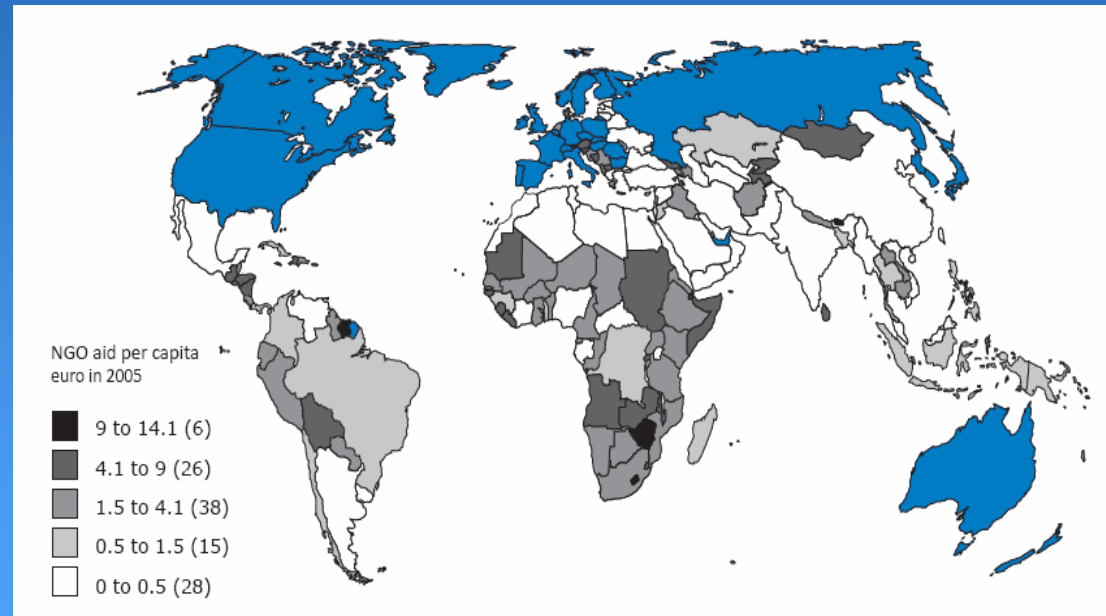 NGO aid per capita
euro in 2005
9 to 14.1 (6)
4.1 to 9 (26)
1.5 to 4.1 (38)
0.5 to 1.5 (15)
0 to 0.5 (28)